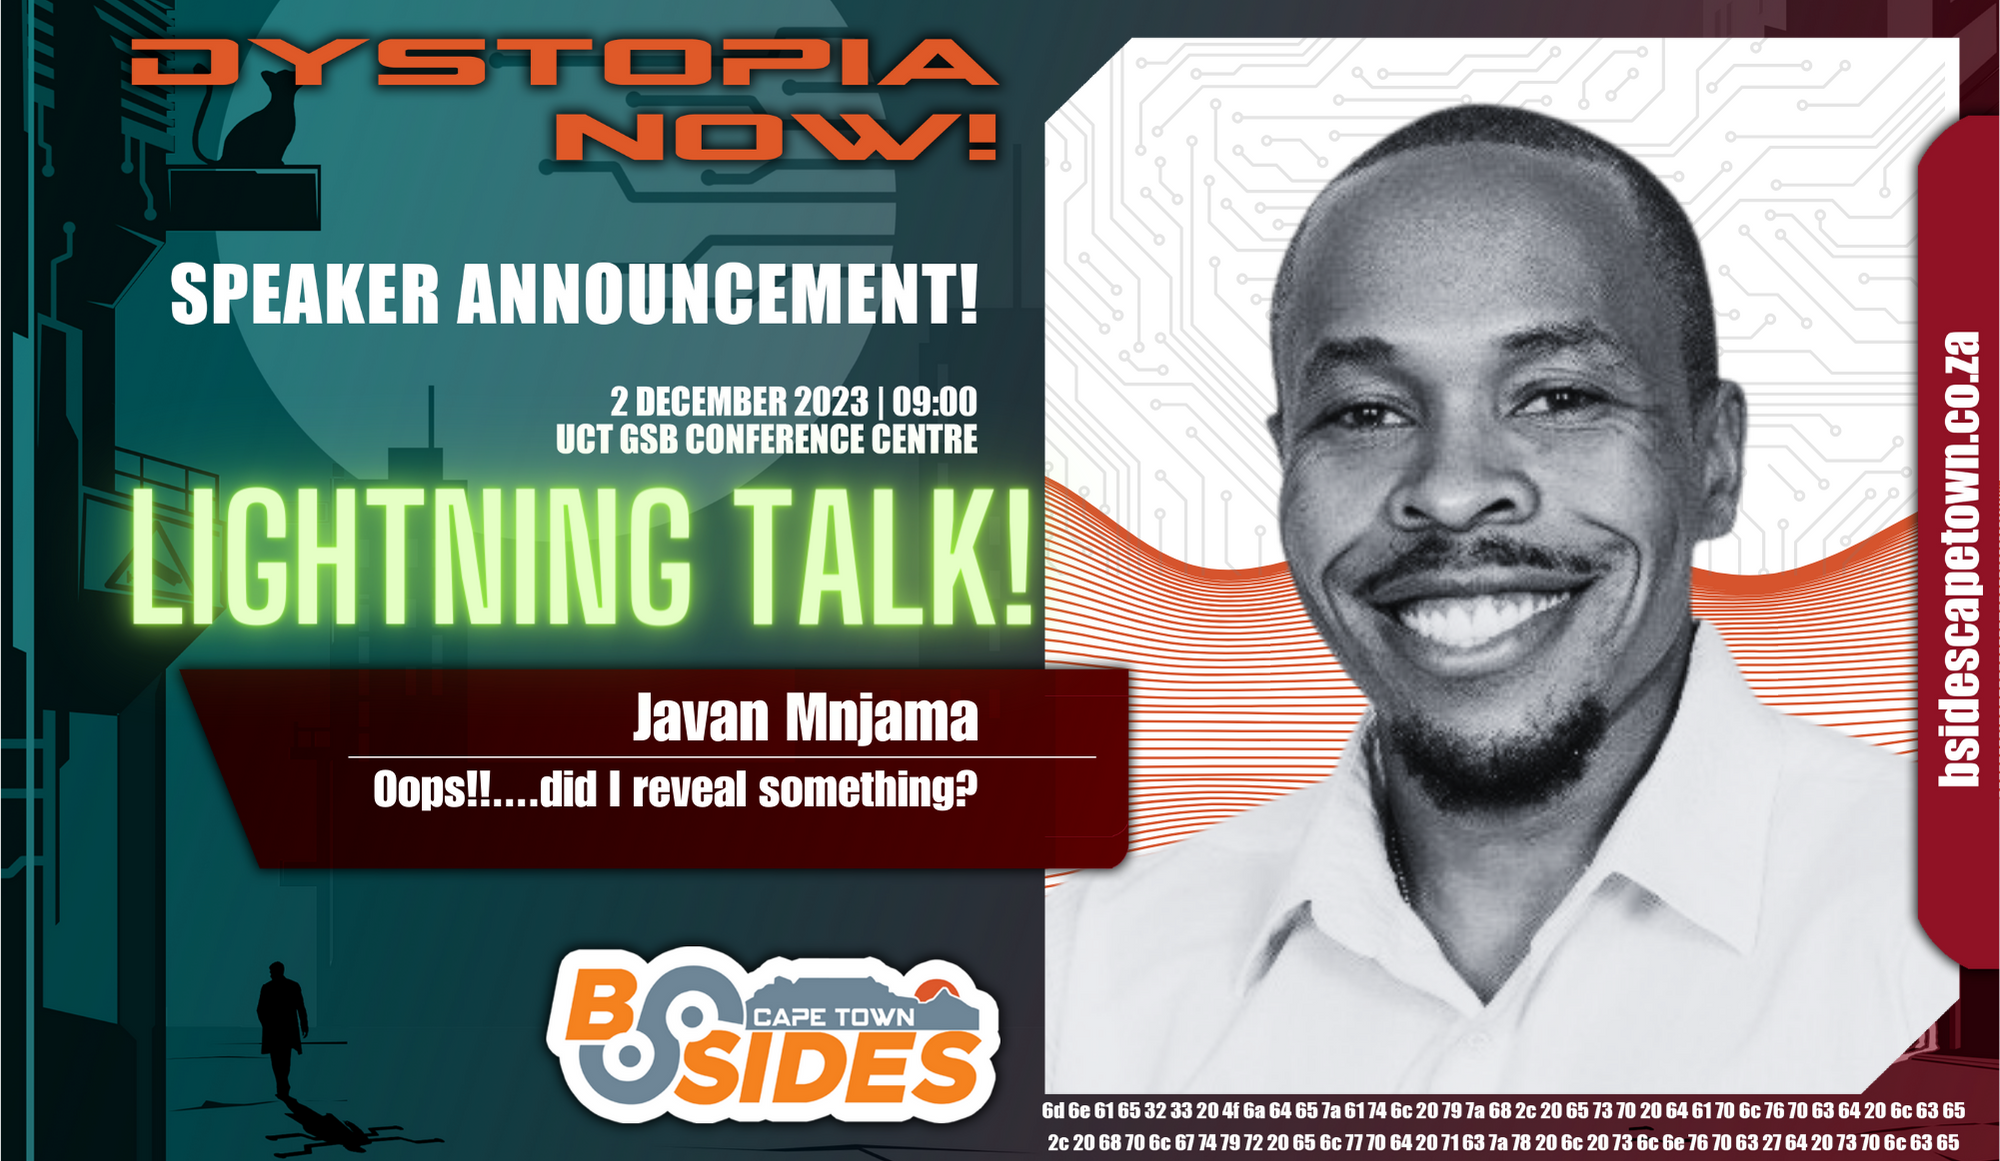 DYSTOPIA
NOW!
SPEAKER ANNOUNCEMENT!
2 DECEMBER 2023 | 09:00
UCT GSB CONFERENCE CENTRE
LIGHTNING TALK!
Javan Mnjama
Oops!!....did I reveal something?
B SIDES
CAPE TOWN
bsidescapetown.co.za
6d 6e 61 65 32 33 20 4f 6a 64 65 7a 61 74 6c 20 79 7a 68 2c 20 65 73 70 20 64 61 70 6c 76 70 63 64 20 6c 63 65
2c 20 68 70 6c 67 74 79 72 20 65 6c 77 70 64 20 71 63 7a 78 20 6c 20 73 6c 6e 76 70 63 27 64 20 73 70 6c 63 65